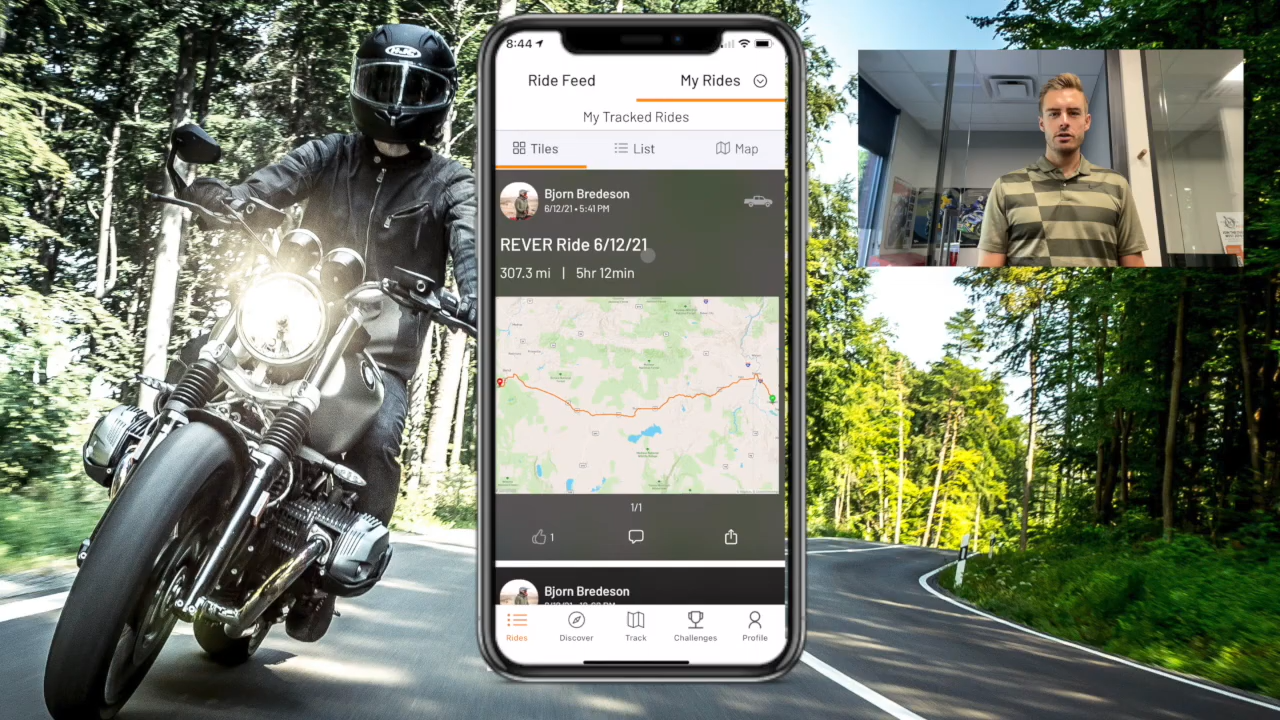 HJC
8:44
Ride Feed
My Rides
My Tracked Rides
Tiles
List
Map
Bjorn Bredeson
6/12/21 • 5:41 PM
REVER Ride 6/12/21
307.3 mi | 5hr 12min
1/1
1
Bjorn Bredeson
Rides
Discover
Track
Challenges
Profile